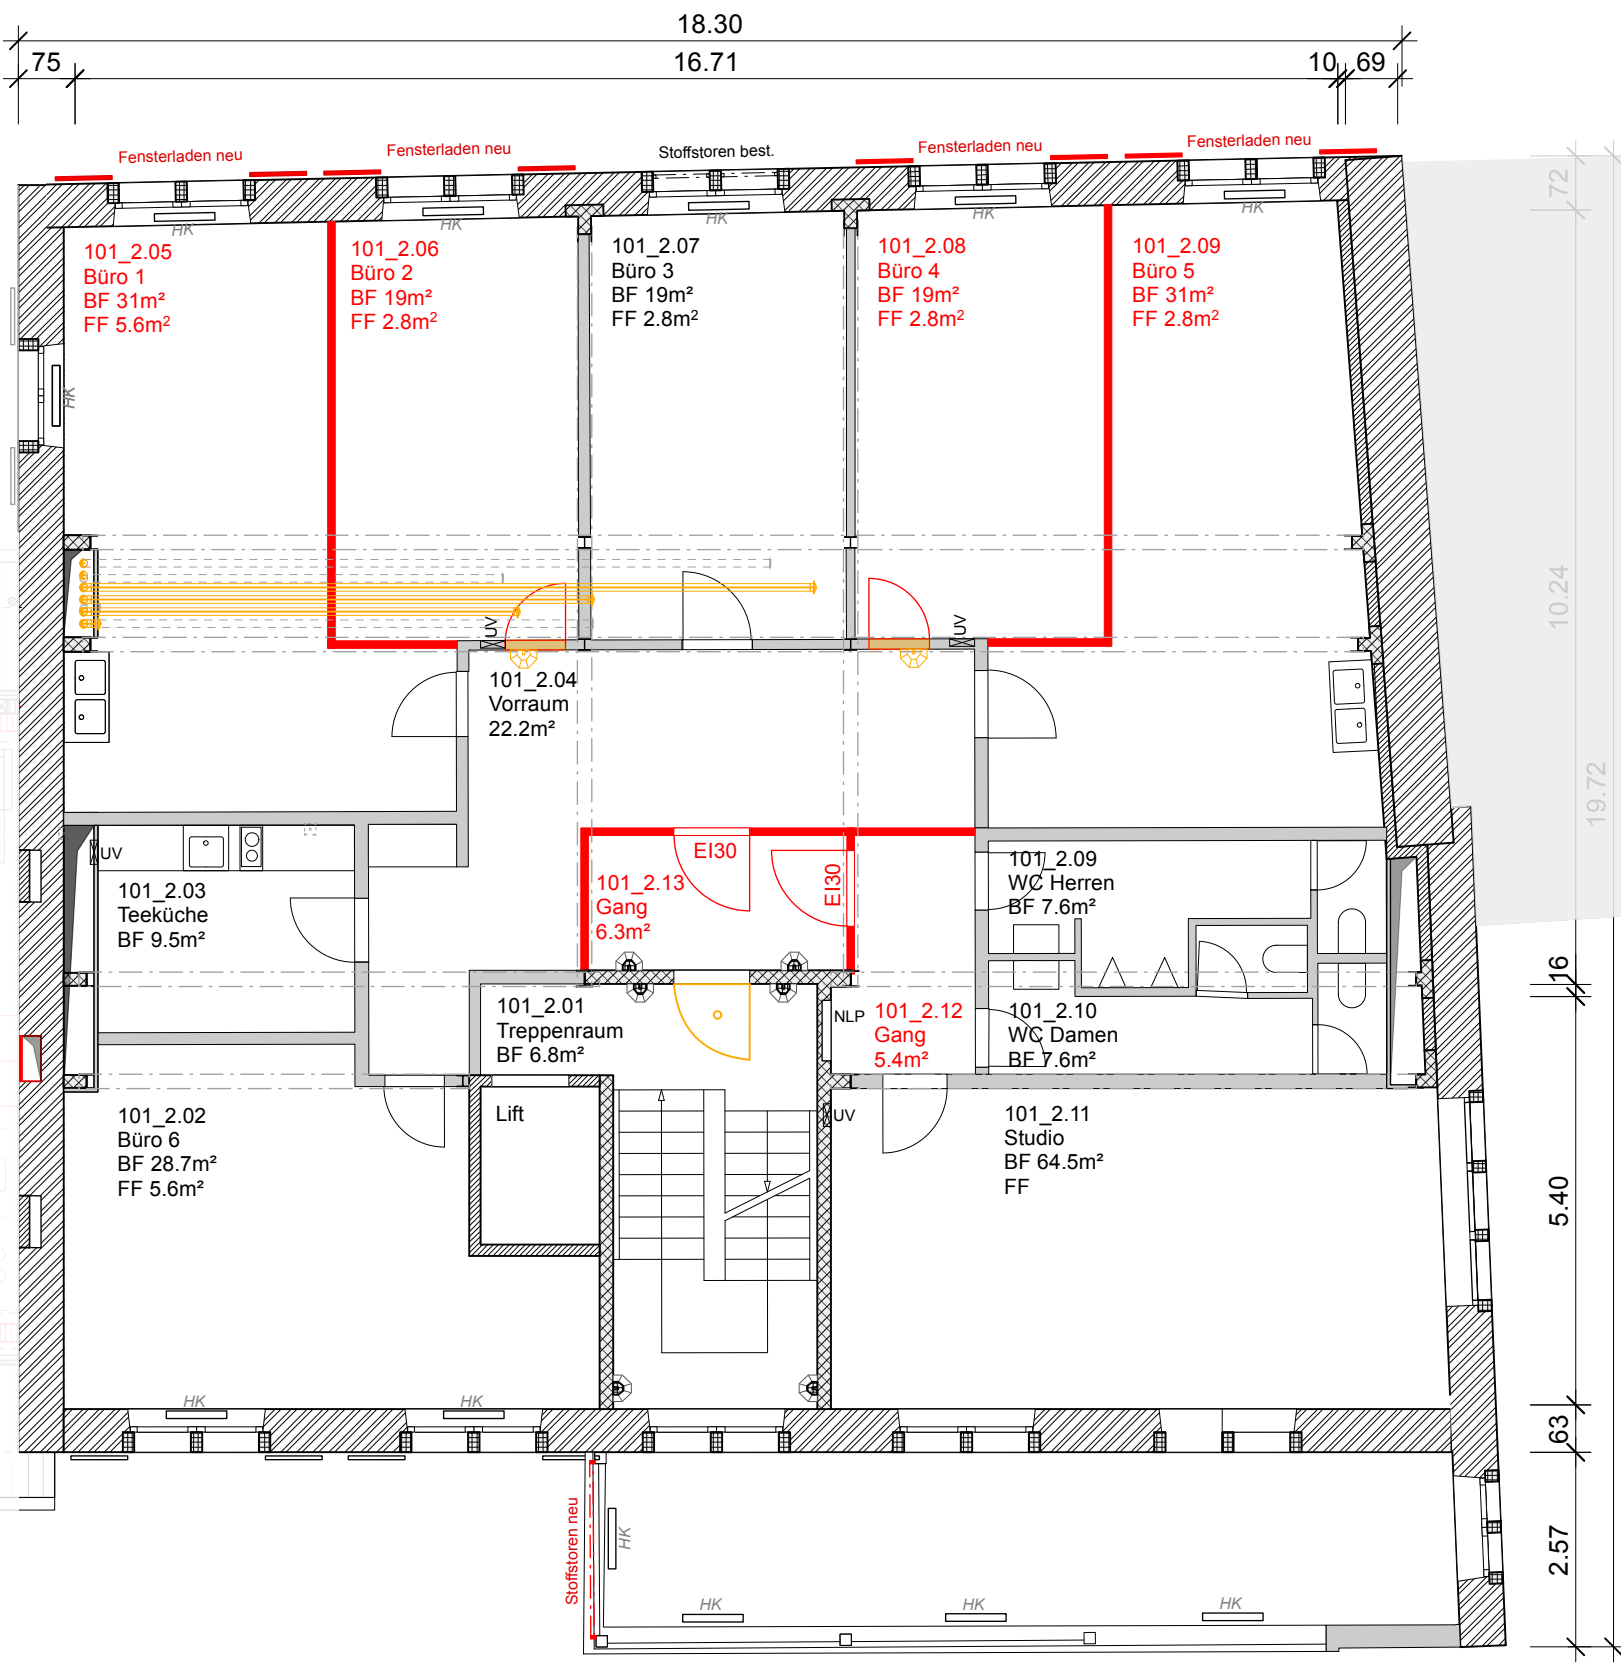 18.30
75
16.71
10
69
Fensterladen neu
Fensterladen neu
Stoffstoren best.
Fensterladen neu
Fensterladen neu
HK
HK
HK
HK
HK
72
101_2.05
Büro 1
BF 31m²
FF 5.6m²
101_2.06
Büro 2
BF 19m²
FF 2.8m²
101_2.07
Büro 3
BF 19m²
FF 2.8m²
101_2.08
Büro 4
BF 19m²
FF 2.8m²
101_2.09
Büro 5
BF 31m²
FF 2.8m²
HK
10.24
UV
UV
101_2.04
Vorraum
22.2m²
19.72
UV
101_2.03
Teeküche
BF 9.5m²
EI30
EI30
101_2.13
Gang
6.3m²
101_2.09
WC Herren
BF 7.6m²
16
101_2.01
Treppenraum
BF 6.8m²
NLP
101_2.12
Gang
5.4m²
101_2.10
WC Damen
BF 7.6m²
101_2.02
Büro 6
BF 28.7m²
FF 5.6m²
Lift
UV
101_2.11
Studio
BF 64.5m²
FF
5.40
HK
HK
63
Stoffstoren neu
HK
2.57
HK
HK
HK